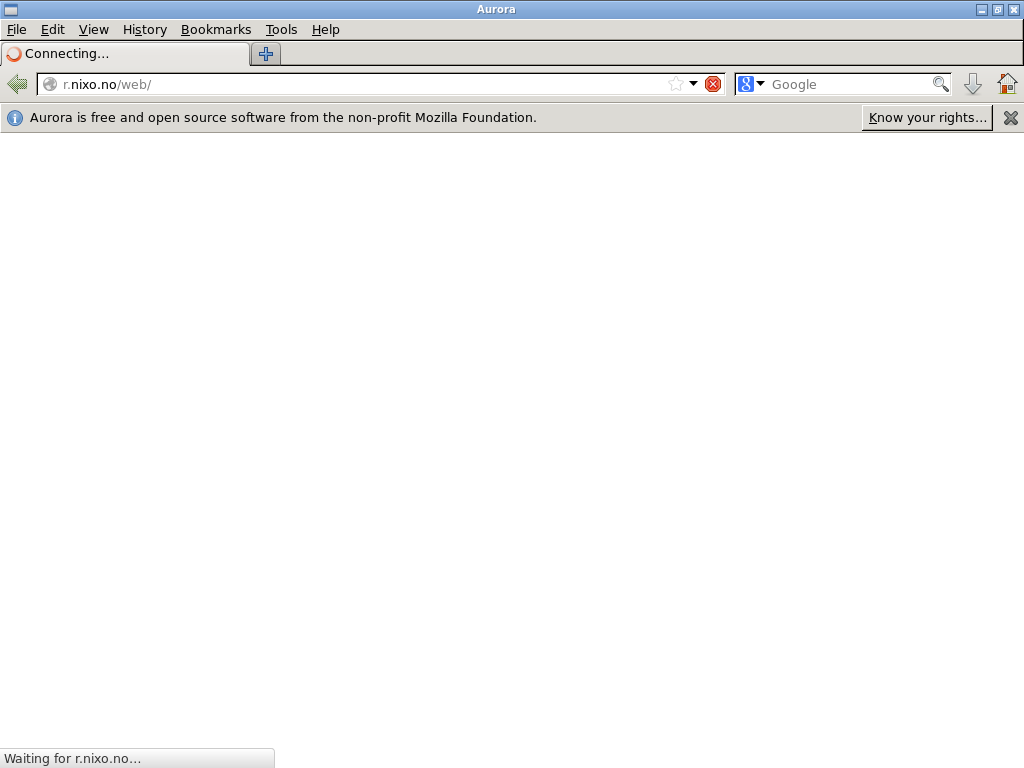 Aurora
File Edit View History Bookmarks Tools Help
Connecting...
r.nixo.no/web/
Google
Aurora is free and open source software from the non-profit Mozilla Foundation.
Know your rights...
Waiting for r.nixo.no...